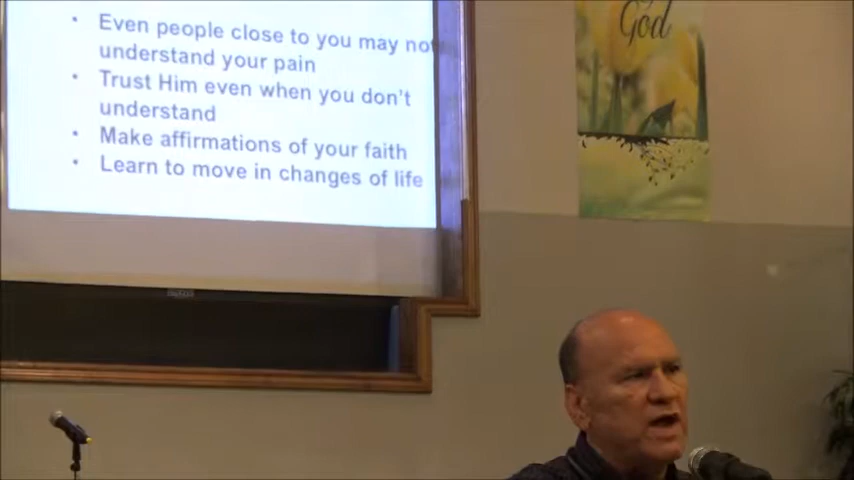 • Even people close to you may not
understanding your pain
• Trust Him even when you don't
understand
• Make affirmations of your faith
• Learn to move in changes of life
God